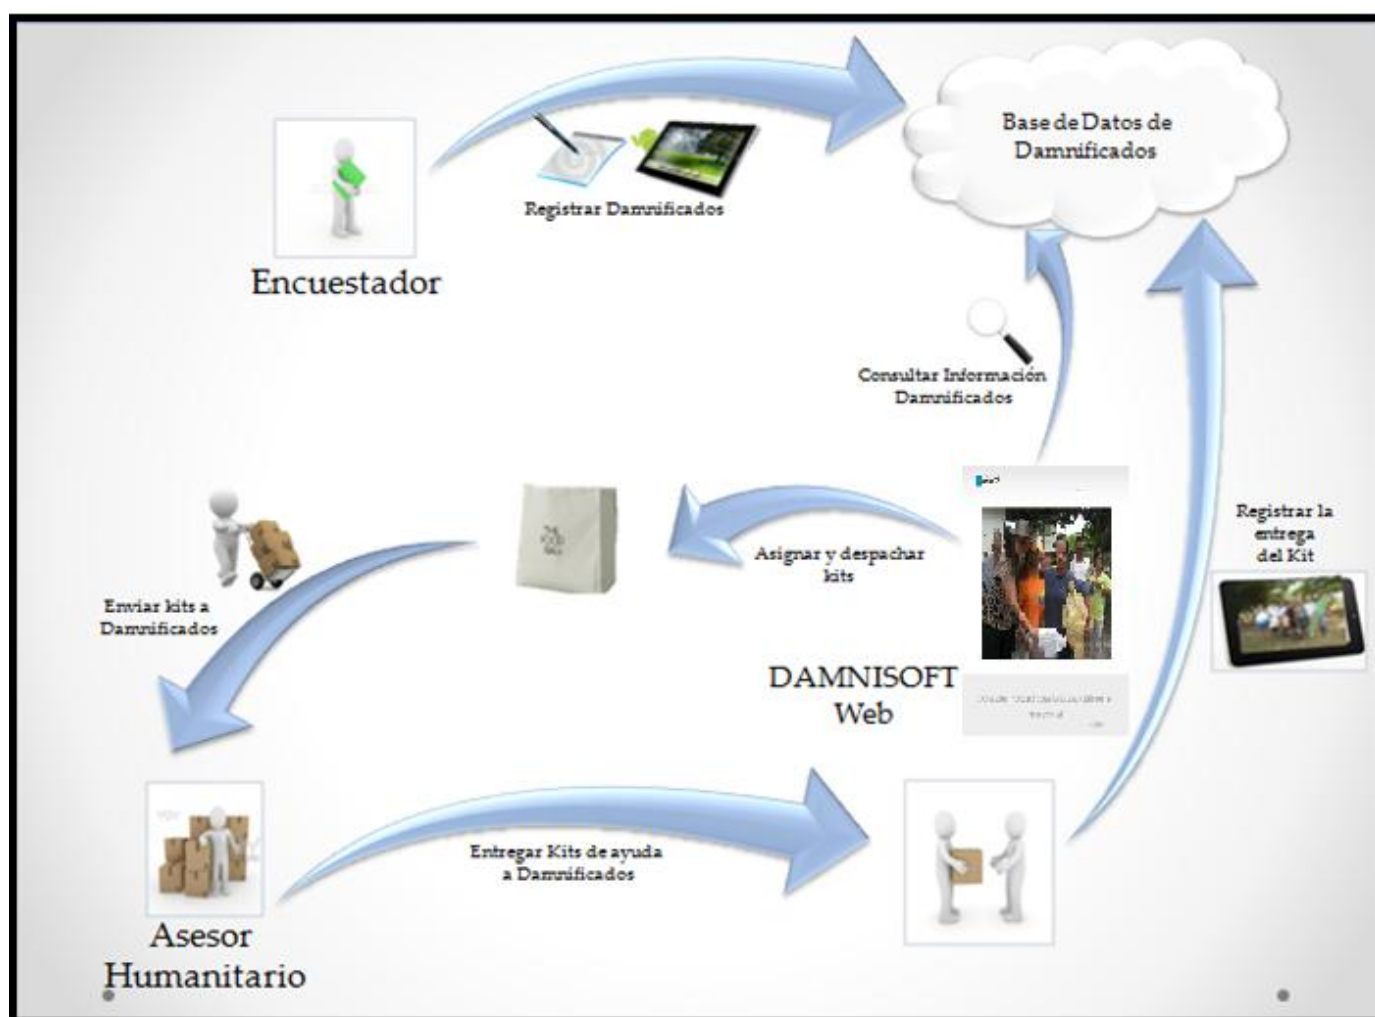 Base de Datos de
Damnificados
Registrar Damnificados
Encuestador
Consultar Información
Damnificados
Asignar y despachar
kits
Registrar la
entrega
del Kit
Enviar kits a
Damnificados
DAMNISOFT
Web
Entregar Kits de ayuda
a Damnificados
Asesor
Humanitario